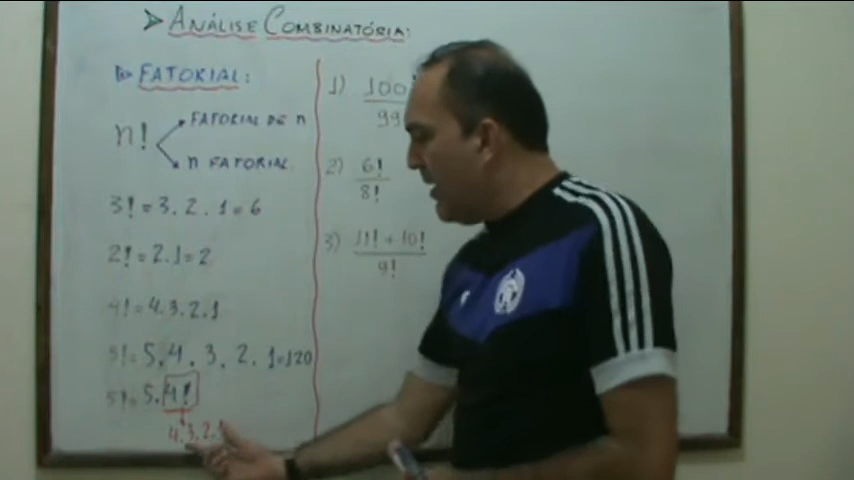 ANÁLISE COMBINATÓRIA:
FATORIAL:
n!
FATORIAL DE n
n FATORIAL
3! = 3.2.1 = 6
2! = 2.1 = 2
4! = 4.3.2.1
5! = 5.4.3.2.1 = 120
5! = 5.4!
4.3.2.
1) 100
99
2) 6!
8!
3) 11! + 10!
9!